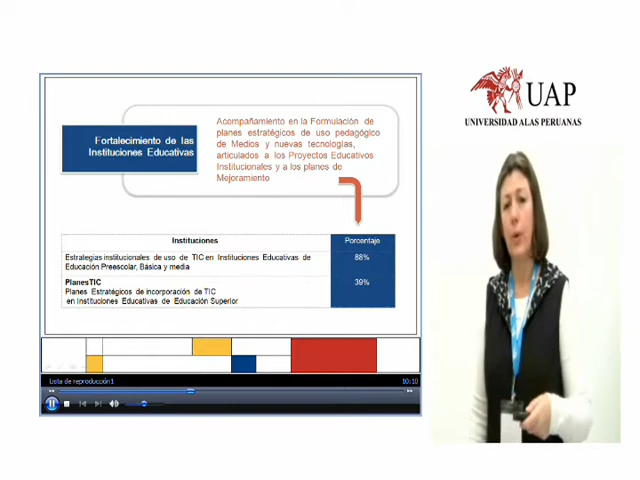 Fortalecimiento de las
Instituciones Educativas
Acompañamiento en la Formulación de
planes estratégicos de uso pedagógico
de Medios y nuevas tecnologías,
articulados a los Proyectos Educativos
Institucionales y a los planes de
Mejoramiento
Instituciones Porcentaje
Estrategias institucionales de uso de TIC en Instituciones Educativas de 88%
Educación Preescolar, Básica y media
PlanesTIC 39%
Planes Estratégicos de incorporación de TIC
en Instituciones Educativas de Educación Superior
Lista de reproducción1 10:10
UAP
UNIVERSIDAD ALAS PERUANAS